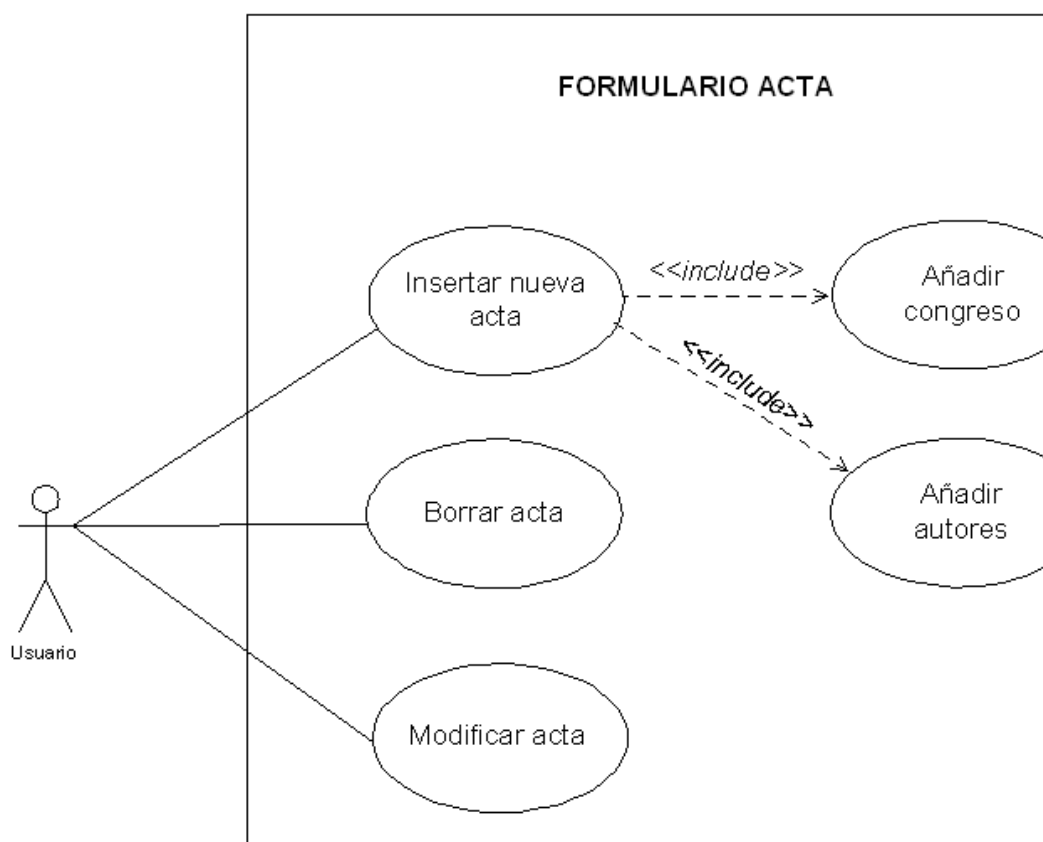 FORMULARIO ACTA
Insertar nueva
acta
<<include>>
Añadir
congreso
<<include>>
Borrar acta
Añadir
autores
Usuario
Modificar acta